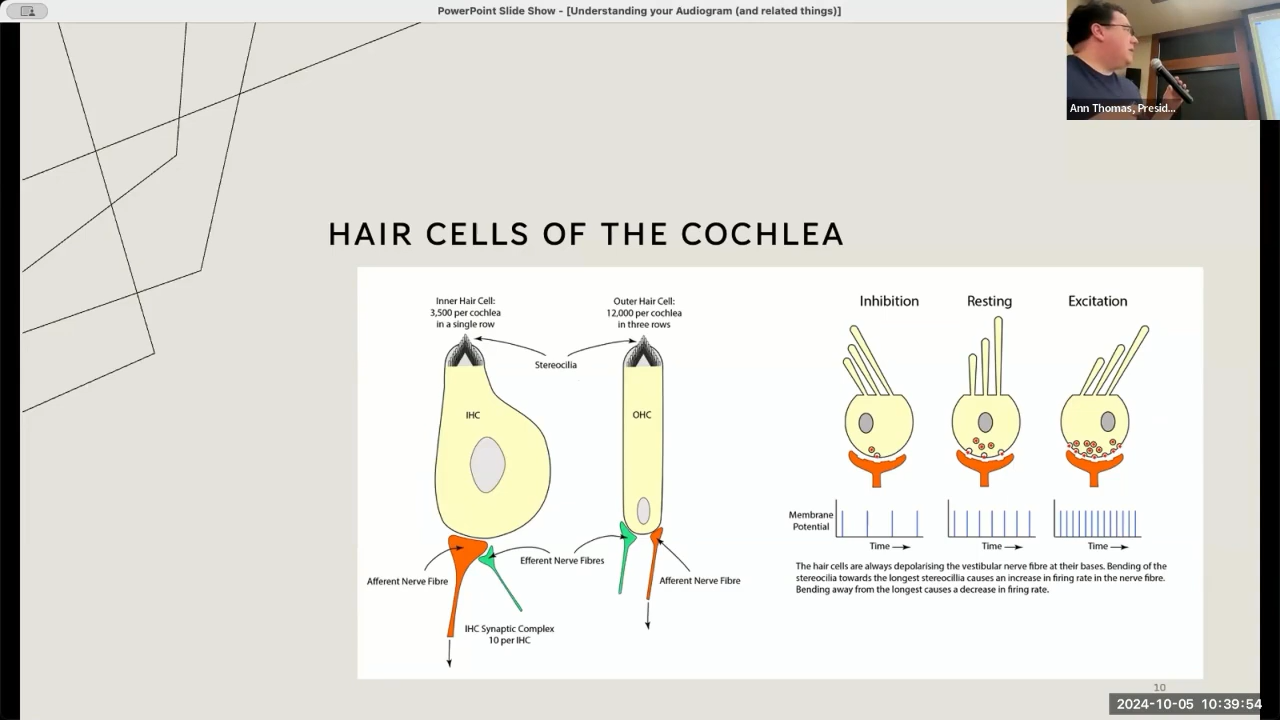 PowerPoint Slide Show - [Understanding your Audiogram (and related things)]
Ann Thomas, Presid...
HAIR CELLS OF THE COCHLEA
Inner Hair Cell:
3,500 per cochlea
in a single row
Outer Hair Cell:
12,000 per cochlea
in three rows
Stereocilia
IHC
OHC
Afferent Nerve Fibre
Efferent Nerve Fibres
Afferent Nerve Fibre
IHC Synaptic Complex
10 per IHC
Inhibition
Resting
Excitation
Membrane
Potential
Time
Time
Time
The hair cells are always depolarising the vestibular nerve fibre at their bases. Bending of the
stereocilia towards the longest stereocillia causes an increase in firing rate in the nerve fibre.
Bending away from the longest causes a decrease in firing rate.
10
2024-10-05 10:39:54